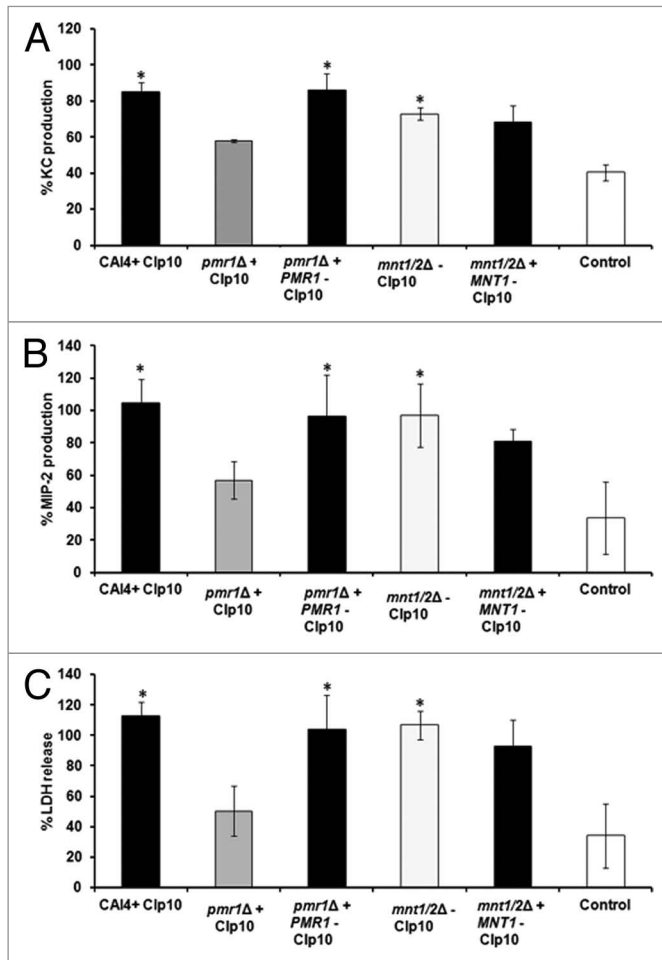 A
% KC production
120
100
80
60
40
20
0
* * *
CAI4+ Clp10
pmr1Δ +
Clp10
pmr1Δ +
PMR1 -
Clp10
mnt1/2Δ -
Clp10
mnt1/2Δ +
MNT1 -
Clp10
Control
B
% MIP-2 production
140
120
100
80
60
40
20
0
* * *
CAI4+ Clp10
pmr1Δ +
Clp10
pmr1Δ +
PMR1 -
Clp10
mnt1/2Δ -
Clp10
mnt1/2Δ +
MNT1 -
Clp10
Control
C
% LDH release
140
120
100
80
60
40
20
0
* * *
CAI4+ Clp10
pmr1Δ +
Clp10
pmr1Δ +
PMR1 -
Clp10
mnt1/2Δ -
Clp10
mnt1/2Δ +
MNT1 -
Clp10
Control